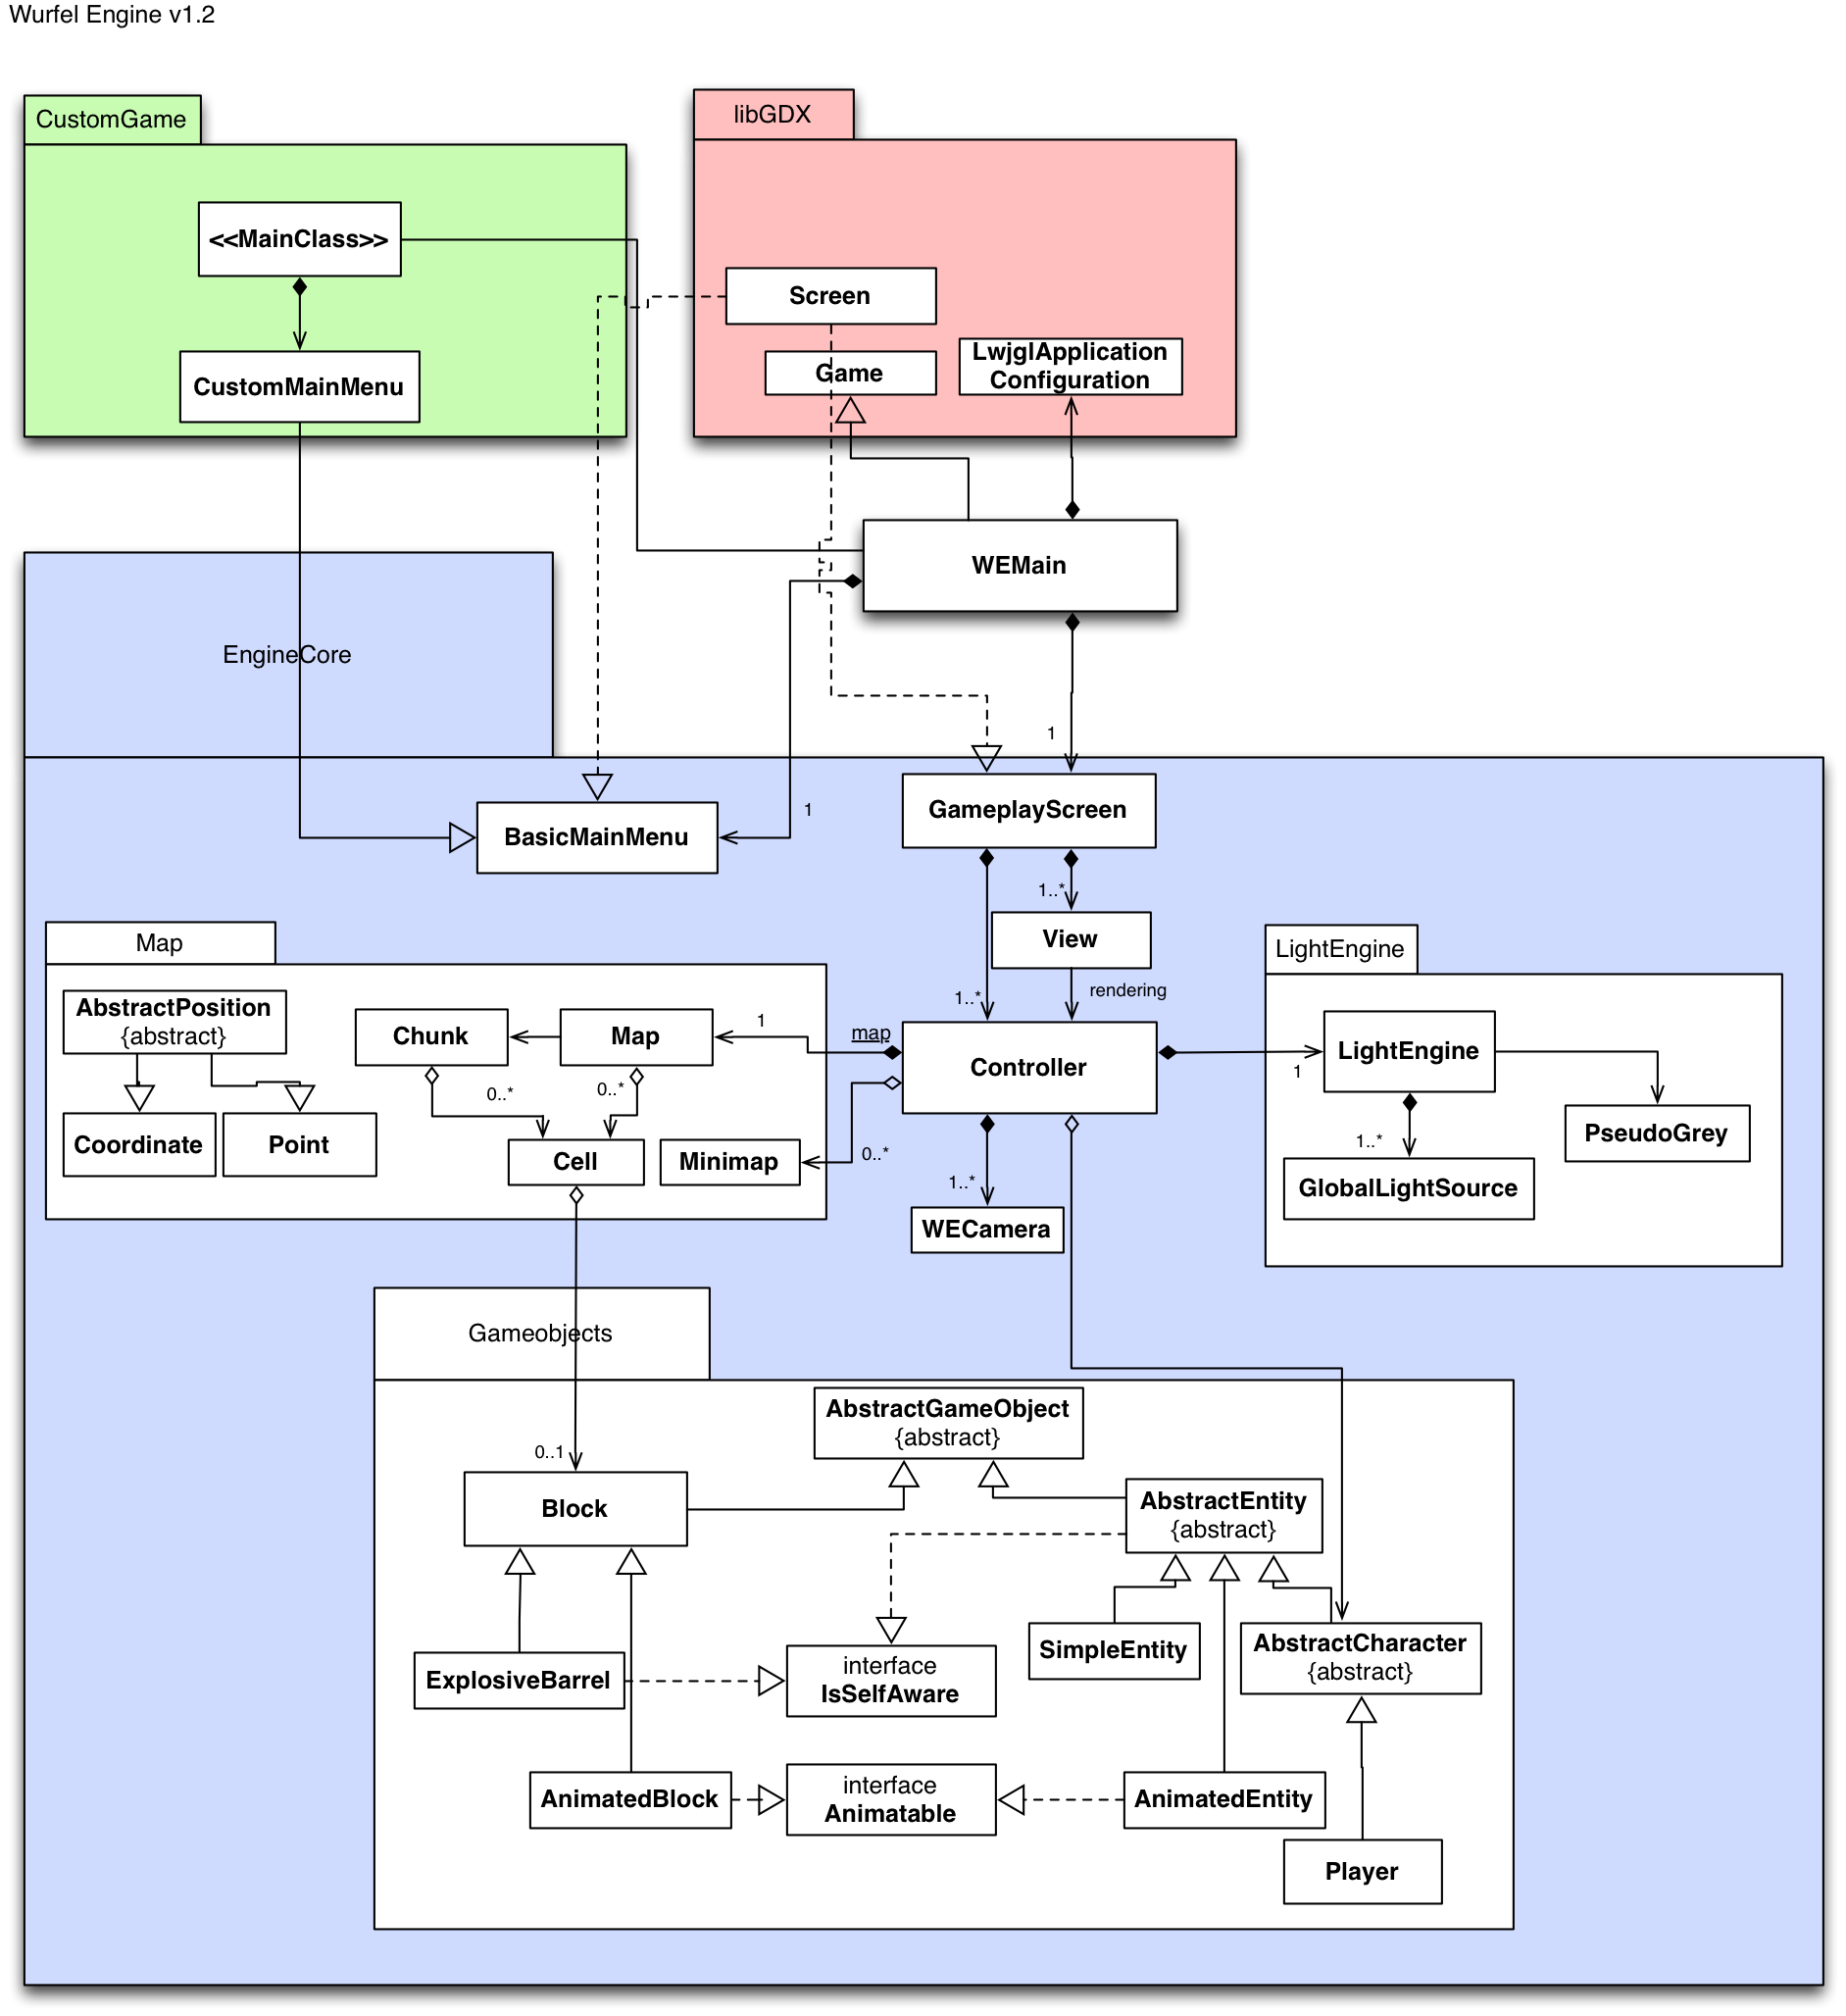 Wurfel Engine v1.2
CustomGame
libGDX
<<MainClass>>
Screen
Game
LwjglApplication
Configuration
CustomMainMenu
WEMain
EngineCore
1
GameplayScreen
BasicMainMenu
1
1..*
View
rendering
1..*
Map
AbstractPosition
{abstract}
Chunk
Map
1
map
Controller
0..*
0..*
Coordinate
Point
Cell
Minimap
0..*
1..*
WECamera
LightEngine
LightEngine
1
PseudoGrey
1..*
GlobalLightSource
Gameobjects
AbstractGameObject
{abstract}
0..1
Block
AbstractEntity
{abstract}
ExplosiveBarrel
interface
IsSelfAware
SimpleEntity
AbstractCharacter
{abstract}
AnimatedBlock
interface
Animatable
AnimatedEntity
Player